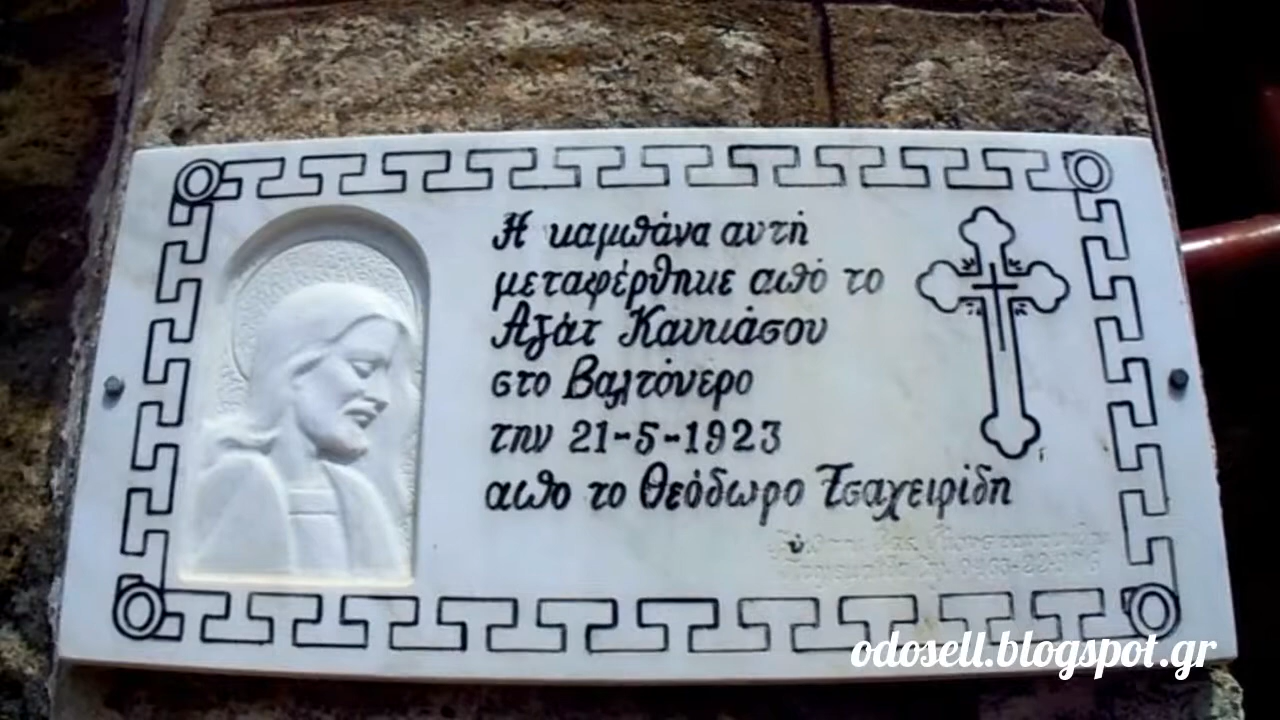 Η καμπάνα αυτή
μεταφέρθηκε από το
Αζάτ Καυκάσου
στο Βαλτόνερο
την 21-5-1923
απο το Θεόδωρο Τσαχειρίδη
odosell.blogspot.gr